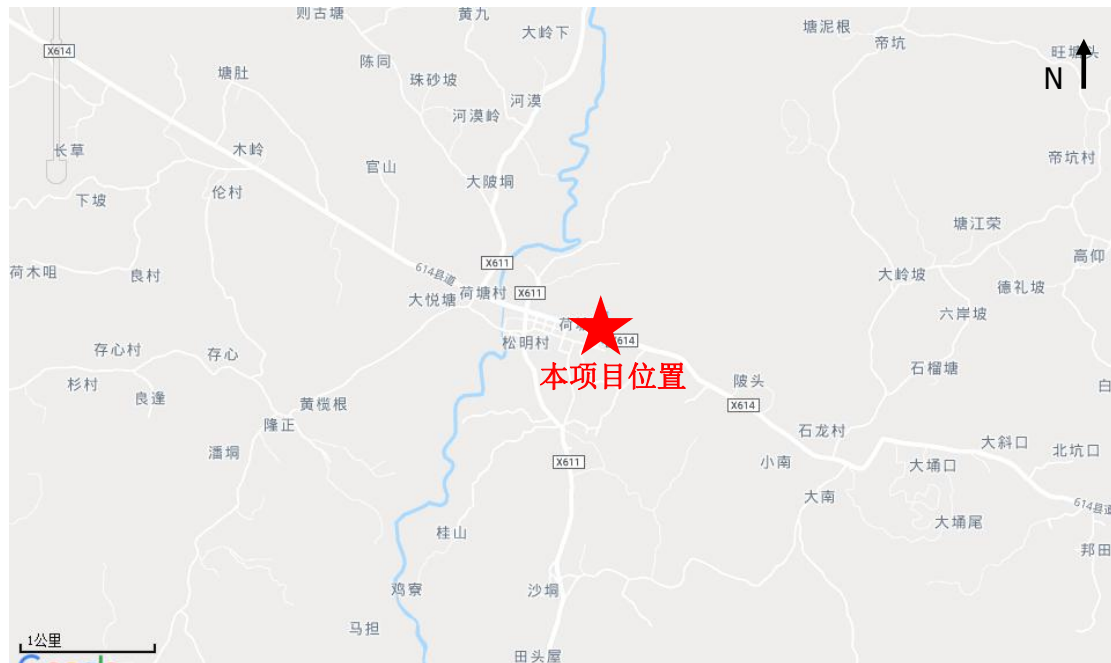 则古塘
黄九
大岭下
塘泥根
帝坑
X614
旺塘头
陈同
N
塘肚
珠砂坡
河漠
河漠岭
长草
木岭
官山
帝坑村
大陂垌
下坡
伦村
塘江荣
高仰
X611
614县道
荷木咀
良村
大岭坡
德礼坡
大悦塘
荷塘村
X611
六岸坡
荷塘
松明村
X614
存心村
存心
石榴塘
本项目位置
杉村
陂头
白
良逢
黄榄根
X614
隆正
石龙村
大斜口
潘垌
北坑口
X611
小南
大埇口
大南
614县道
大埇尾
桂山
邦田
鸡寮
沙垌
马担
1公里
田头屋